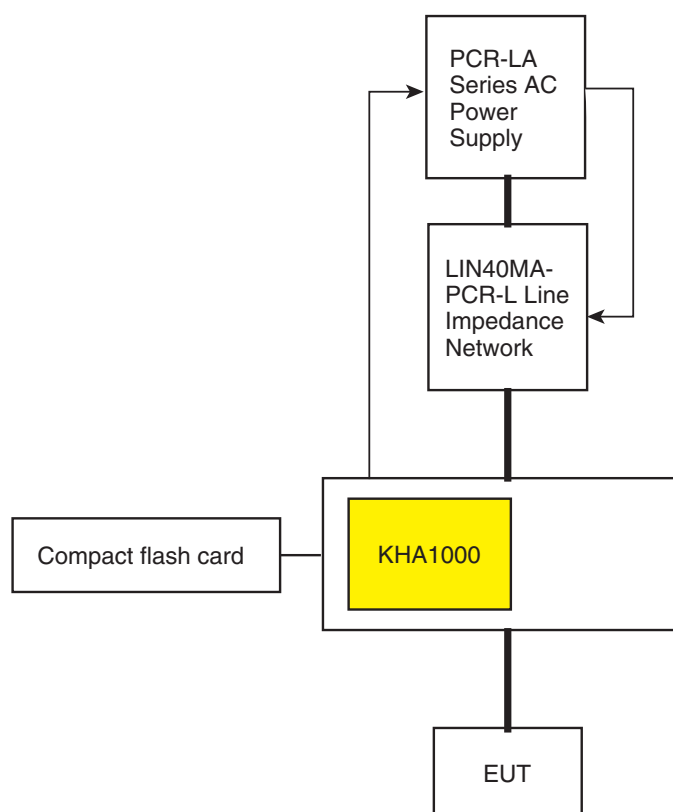 PCR-LA
Series AC
Power
Supply
LIN40MA-
PCR-L Line
Impedance
Network
Compact flash card
KHA1000
EUT